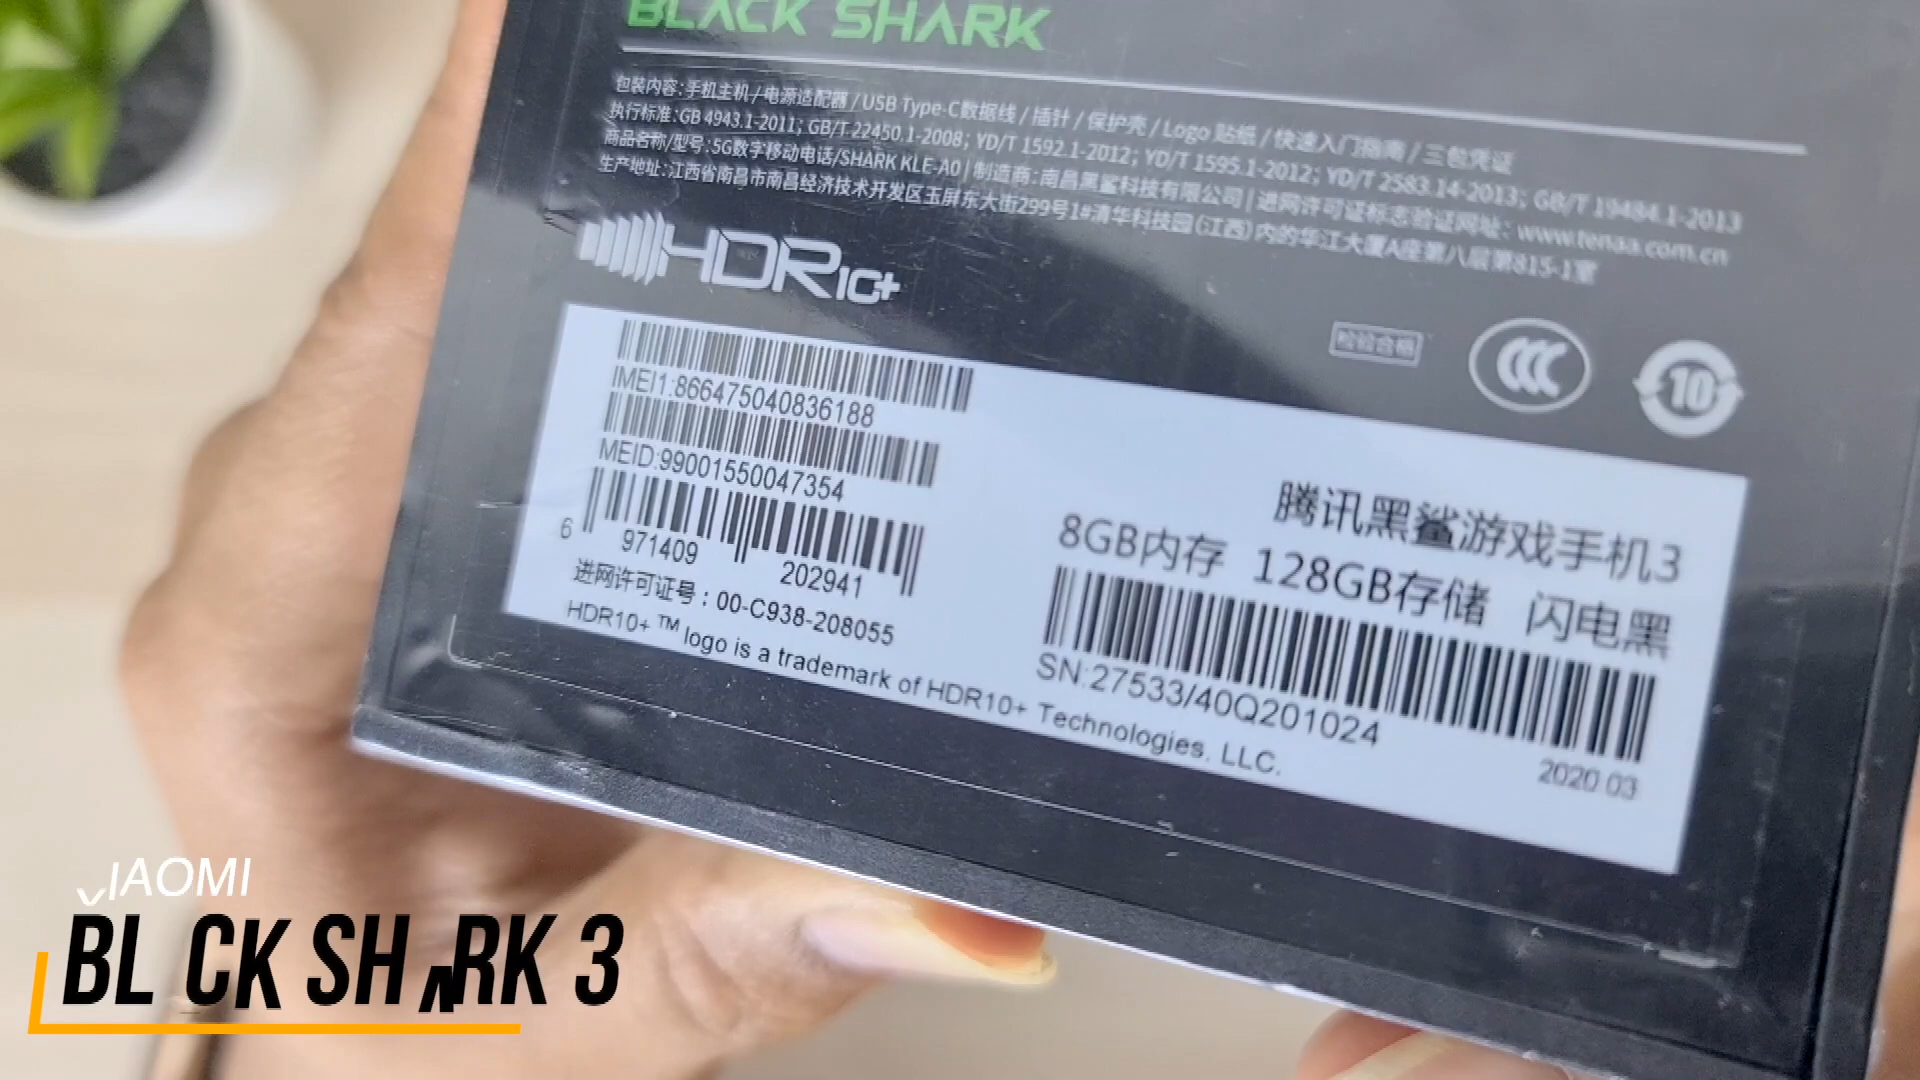 BLACK SHARK
包装内容:手机主机 / 电源适配器 / USB Type-C数据线 / 插针 / 保护壳 / Logo 贴纸 / 快速入门指南 / 三包凭证
执行标准:GB 4943.1-2011; GB/T 22450.1-2008; YD/T 1592.1-2012; YD/T 1595.1-2012; YD/T 2583.14-2013; GB/T 19484.1-2013
商品名称/型号:5G数字移动电话/SHARK KLE-A0 | 制造商:南昌黑鲨科技有限公司 | 进网许可证标志验证网址: www.tenaa.com.cn
生产地址:江西省南昌市南昌经济技术开发区玉屏东大街299号1#清华科技园(江西)内的华江大厦A座第八层第815-1室
HDR10+
检验合格
CCC
10
IMEI1:866475040836188
MEID:99001550047354
6 971409 202941
进网许可证号:00-C938-208055
HDR10+ ™ logo is a trademark of HDR10+ Technologies, LLC.
腾讯黑鲨游戏手机3
8GB内存 128GB存储 闪电黑
SN:27533/40Q201024
2020 03
XIAOMI
BLACK SHARK 3